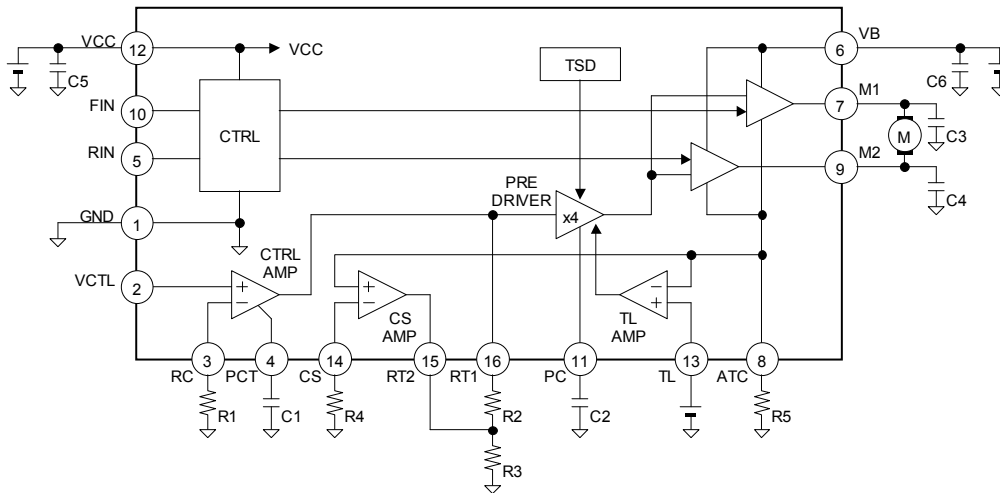 VCC
12
VCC
C5
TSD
VB
6
C6
FIN
10
CTRL
M1
7
M
C3
RIN
5
M2
9
C4
PRE
DRIVER
x4
GND
1
CTRL
AMP
VCTL
2
+
−
+
−
CS
AMP
−
+
TL
AMP
3
4
14
15
16
11
13
8
RC
PCT
CS
RT2
RT1
PC
TL
ATC
R1
C1
R4
R2
C2
R5
R3